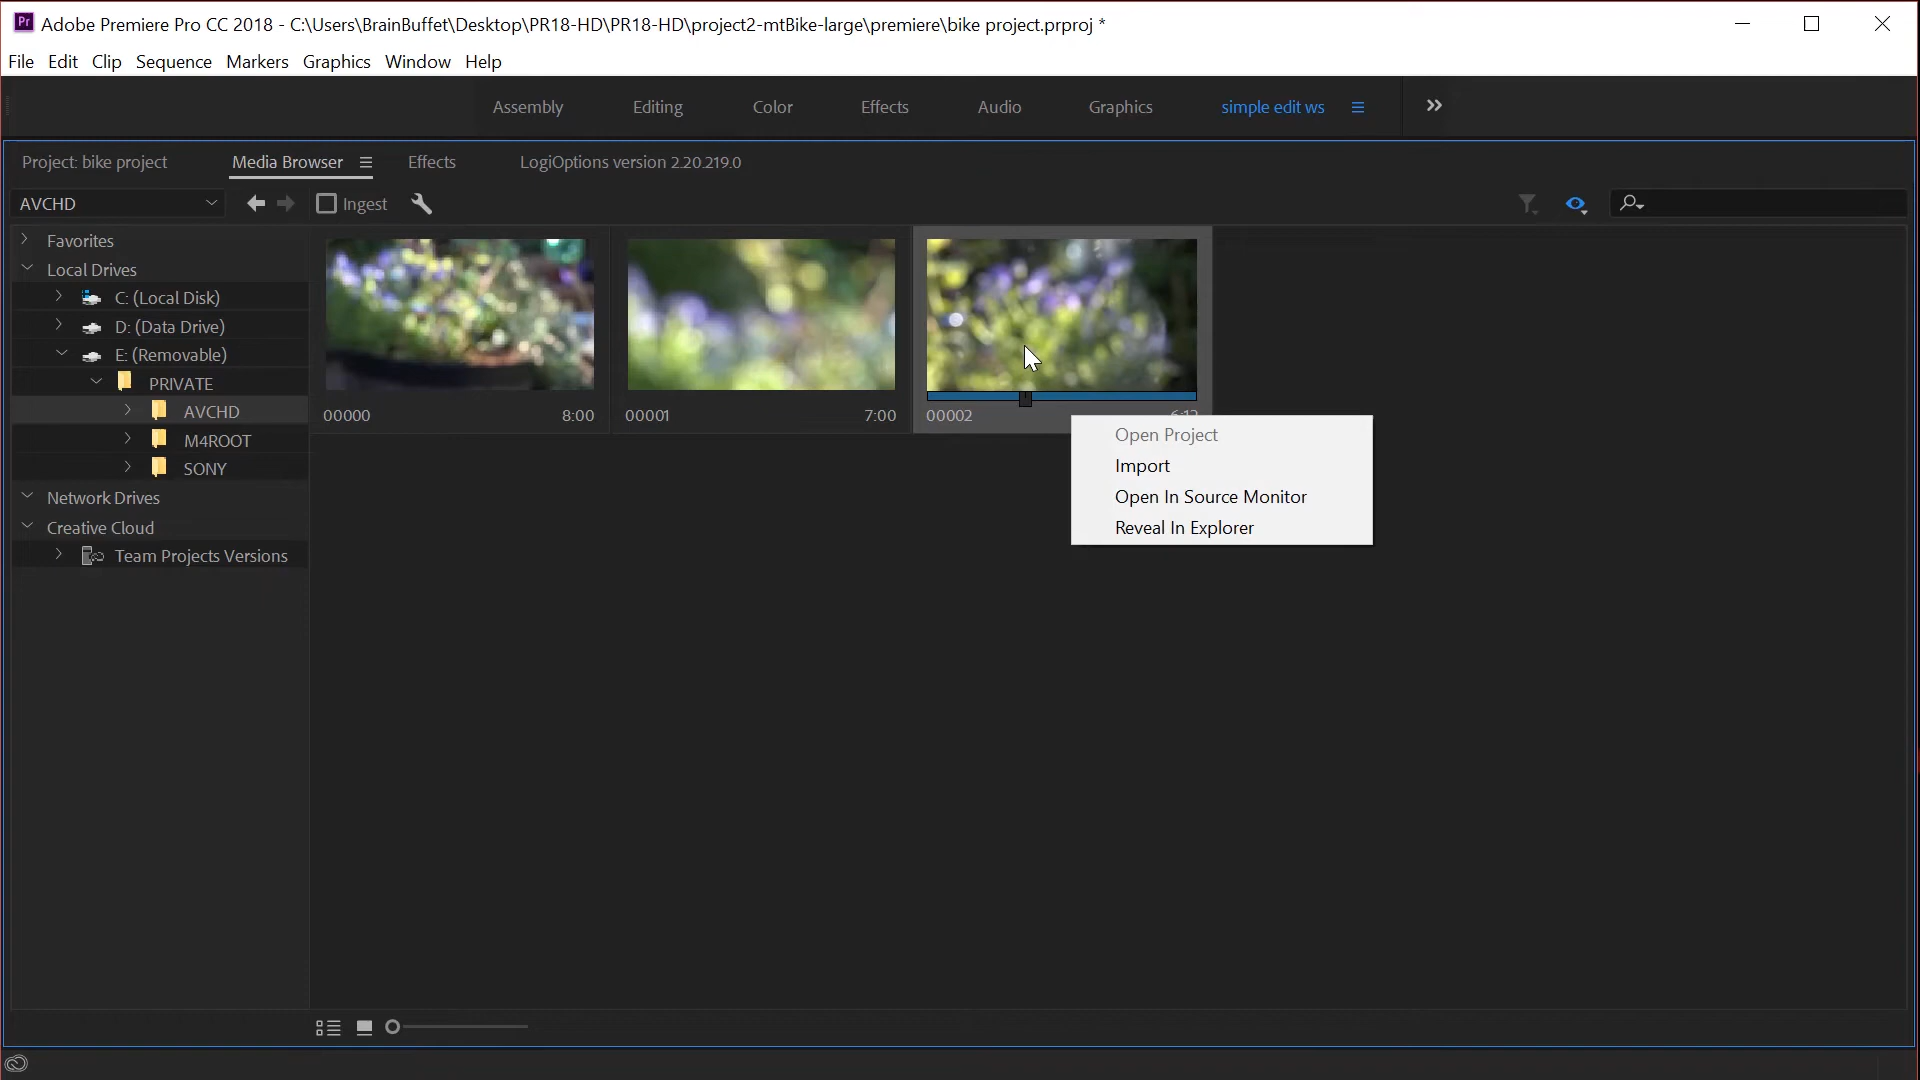 Pr Adobe Premiere Pro CC 2018 - C:\Users\BrainBuffet\Desktop\PR18-HD\PR18-HD\project2-mtBike-large\premiere\bike project.prproj *
File Edit Clip Sequence Markers Graphics Window Help
Assembly Editing Color Effects Audio Graphics simple edit ws
Project: bike project Media Browser Effects LogiOptions version 2.20.219.0
AVCHD Ingest
Favorites
Local Drives
C: (Local Disk)
D: (Data Drive)
E: (Removable)
PRIVATE
AVCHD
M4ROOT
SONY
Network Drives
Creative Cloud
Team Projects Versions
00000 8:00 00001 7:00 00002
Open Project
Import
Open In Source Monitor
Reveal In Explorer